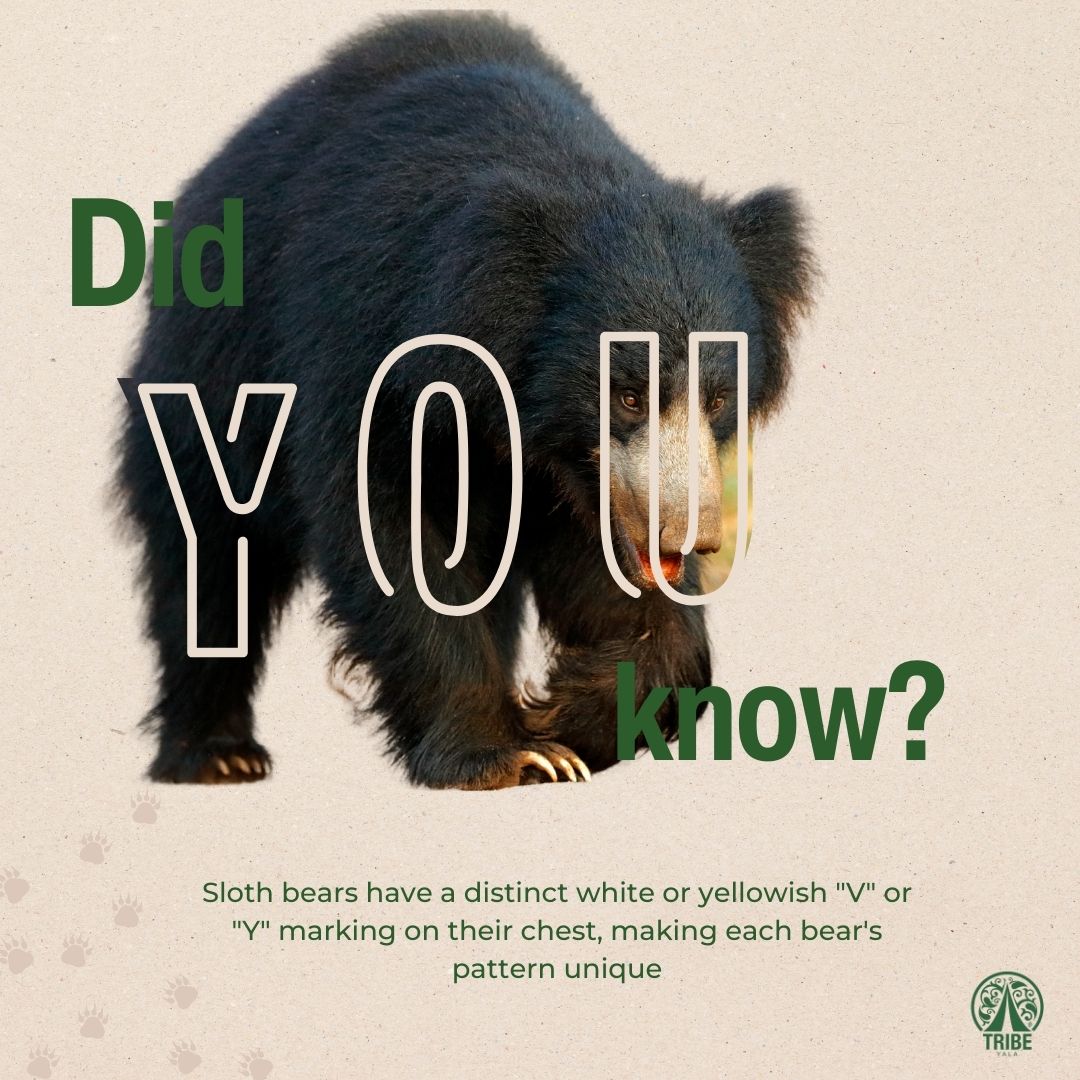 Did
YOU
know?
Sloth bears have a distinct white or yellowish "V" or
"Y" marking on their chest, making each bear's
pattern unique
TRIBE
YALA